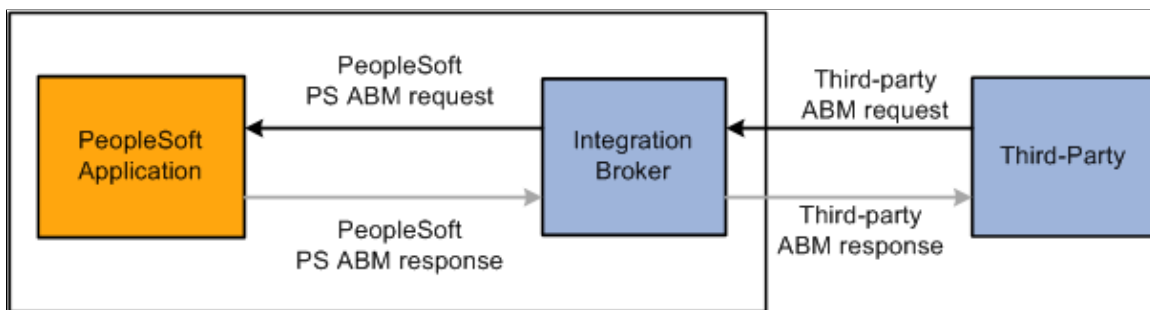 PeopleSoft
Application
PeopleSoft
PS ABM request
PeopleSoft
PS ABM response
Integration
Broker
Third-party
ABM request
Third-party
ABM response
Third-Party